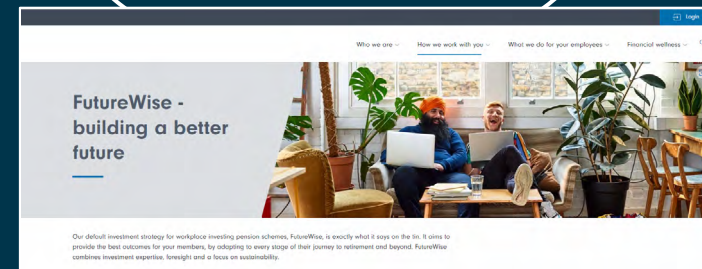 Login
Who we are
How we work with you
What we do for your employees
Financial wellness
FutureWise -
building a better
future
Our default investment strategy for workplace investing pension schemes, FutureWise, is exactly what it says on the tin. It aims to
provide the best outcomes for your members, by adapting to every stage of their journey to retirement and beyond. FutureWise
combines investment expertise, foresight and a focus on sustainability.